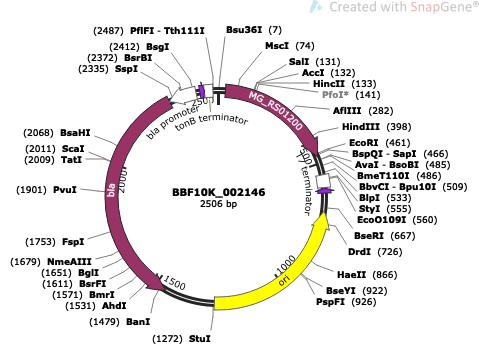 Created with SnapGene®
(2487) PflFI - Tth111I
Bsu36I (7)
(2412) BsgI
MscI (74)
(2372) BsrBI
SalI (131)
(2335) SspI
AccI (132)
HincII (133)
PfoI* (141)
AflIII (282)
HindIII (398)
EcoRI (461)
BspQI - SapI (466)
AvaI - BsoBI (485)
BmeT110I (486)
BbvCI - Bpu10I (509)
BlpI (533)
StyI (555)
EcoO109I (560)
BseRI (667)
DrdI (726)
HaeII (866)
BseYI (922)
PspFI (926)
(2068) BsaHI
(2011) ScaI
(2009) TatI
(1901) PvuI
(1753) FspI
(1679) NmeAIII
(1651) BglI
(1611) BsrFI
(1571) BmrI
(1531) AhdI
(1479) BanI
(1272) StuI
BBF10K_002146
2506 bp
MG_RS01200
bla promoter
tonB terminator
T7 terminator
bla
ori
500
1000
1500
2000
2500